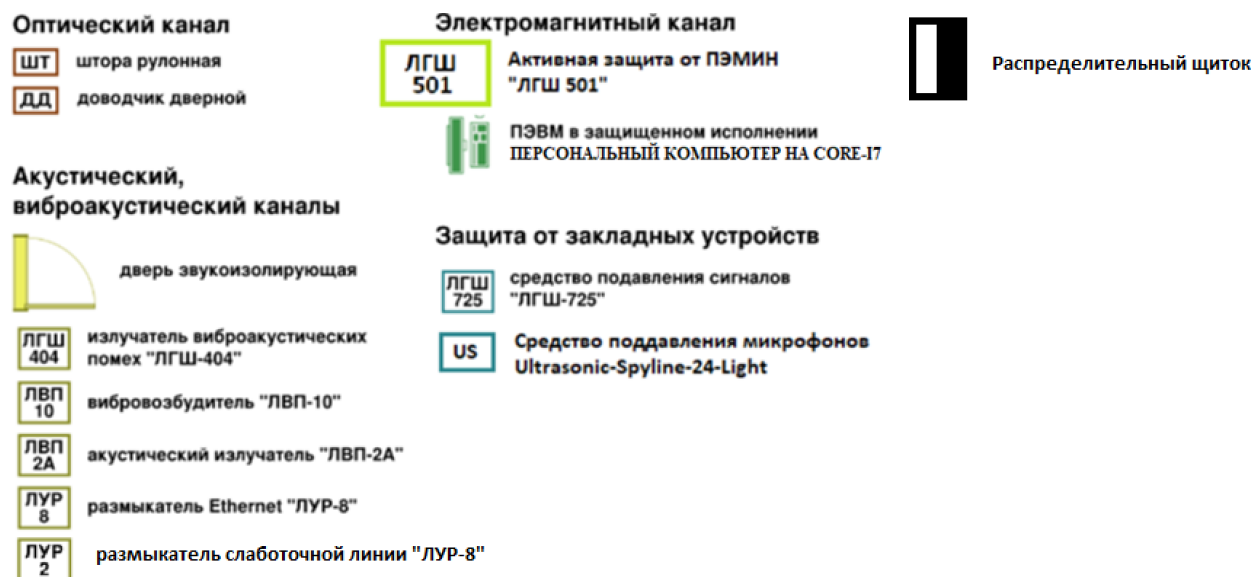 Оптический канал
ШТ штора рулонная
ДД доводчик дверной
Акустический,
виброакустический каналы
дверь звукоизолирующая
ЛГШ
404
излучатель виброакустических
помех "ЛГШ-404"
ЛВП
10
вибровозбудитель "ЛВП-10"
ЛВП
2А
акустический излучатель "ЛВП-2А"
ЛУР
8
размыкатель Ethernet "ЛУР-8"
ЛУР
2
размыкатель слаботочной линии "ЛУР-8"
Электромагнитный канал
ЛГШ
501
Активная защита от ПЭМИН
"ЛГШ 501"
ПЭВМ в защищенном исполнении
ПЕРСОНАЛЬНЫЙ КОМПЬЮТЕР НА CORE-I7
Защита от закладных устройств
ЛГШ
725
средство подавления сигналов
"ЛГШ-725"
US
Средство поддавления микрофонов
Ultrasonic-Spyline-24-Light
Распределительный щиток